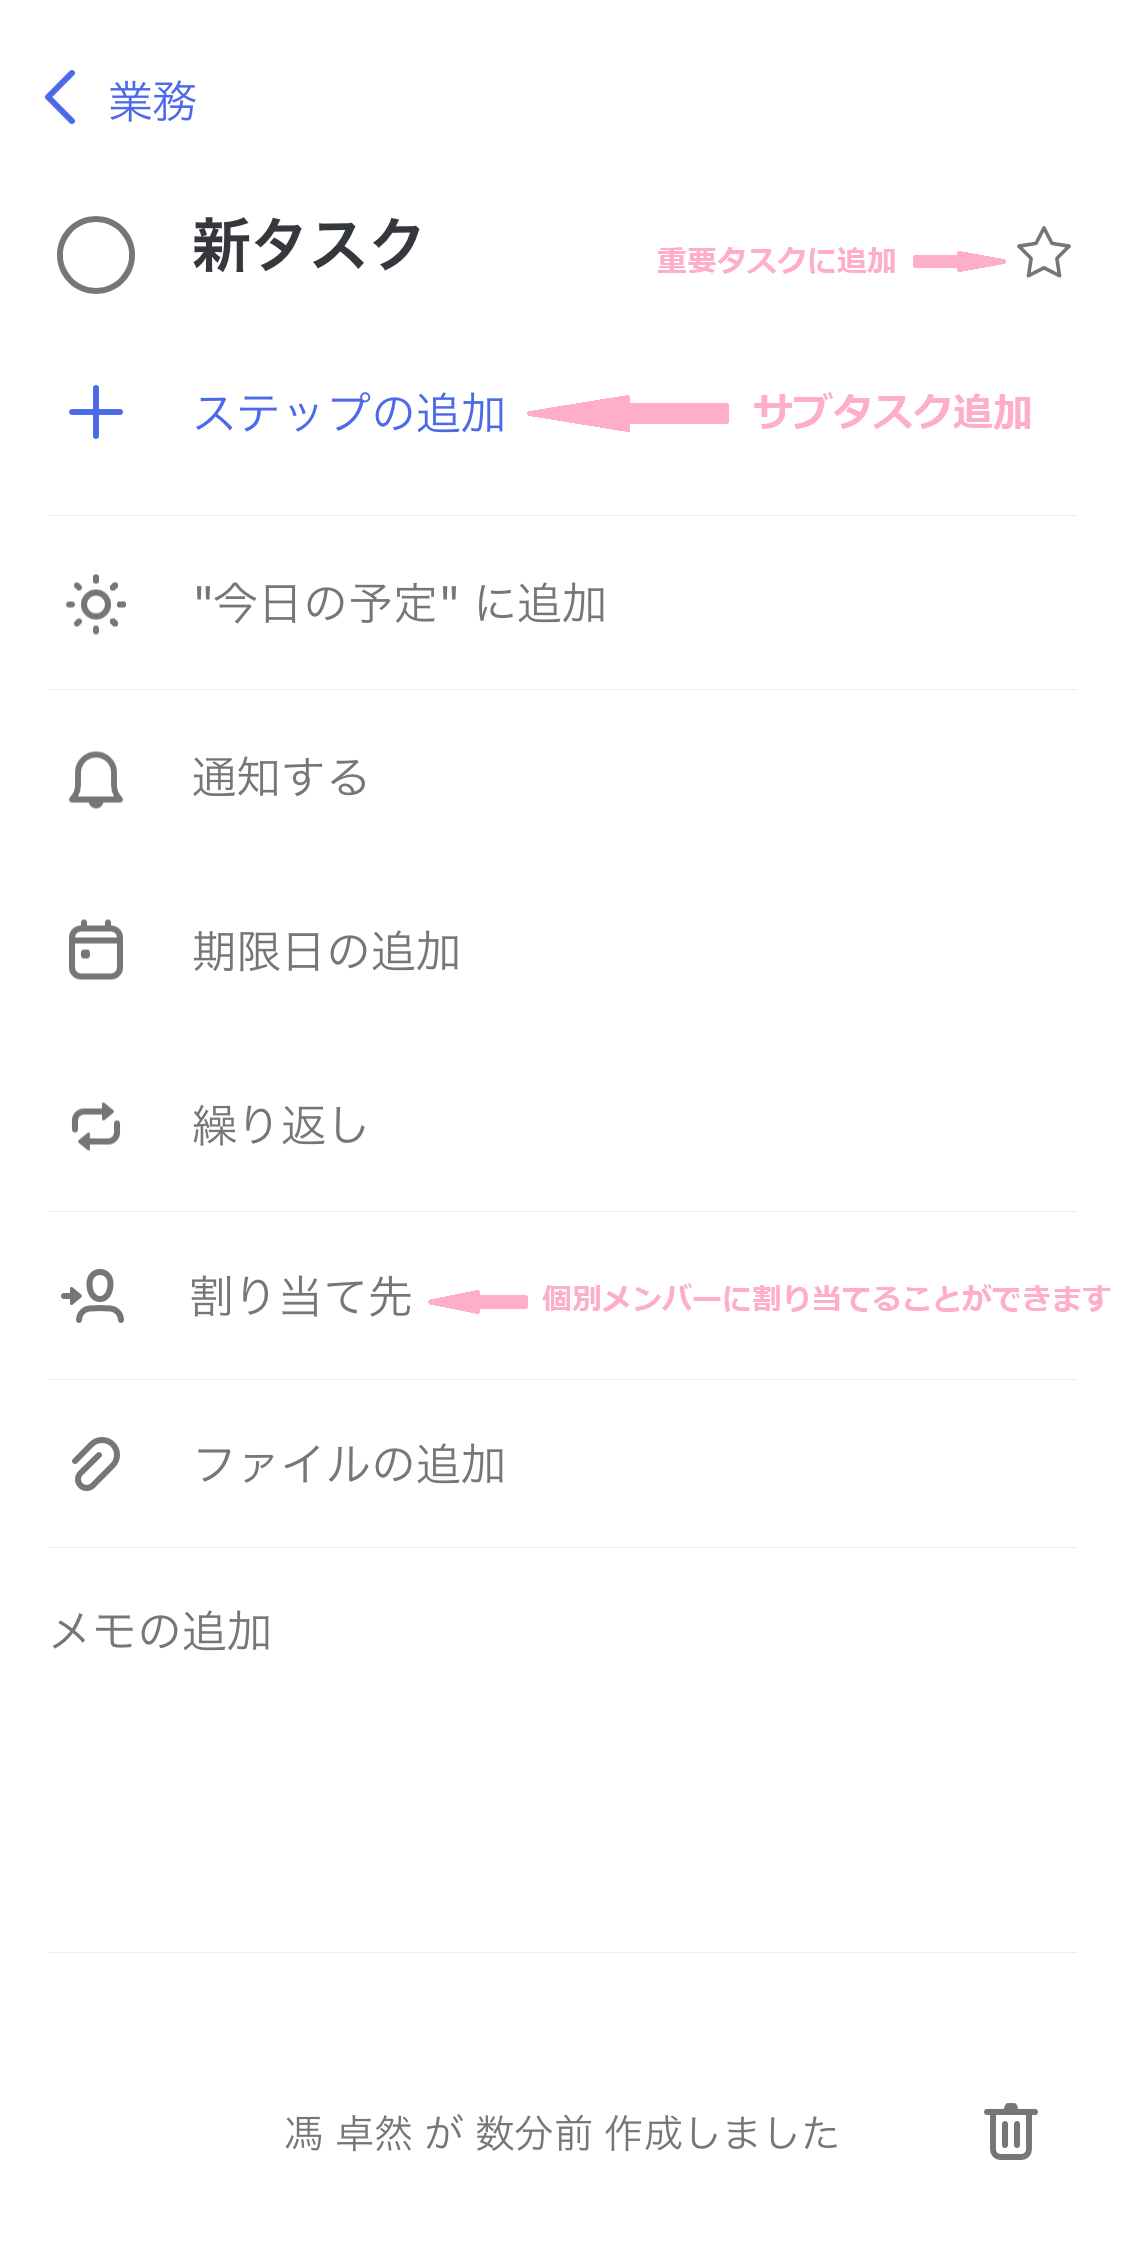 業務
新タスク
重要タスクに追加
ステップの追加
サブタスク追加
"今日の予定" に追加
通知する
期限日の追加
繰り返し
割り当て先
個別メンバーに割り当てることができます
ファイルの追加
メモの追加
馮 卓然 が 数分前 作成しました